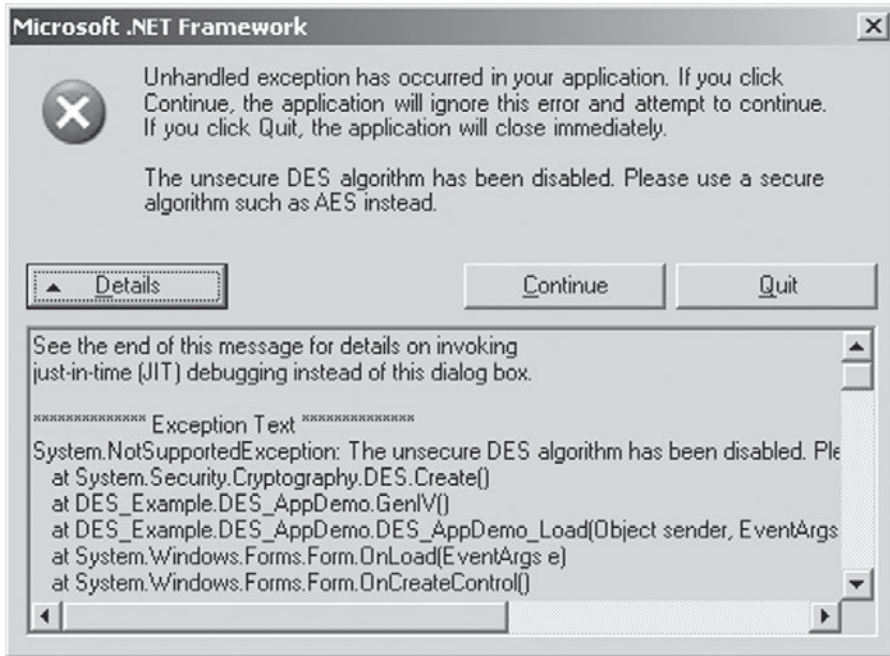 Microsoft .NET Framework
Unhandled exception has occurred in your application. If you click
Continue, the application will ignore this error and attempt to continue.
If you click Quit, the application will close immediately.
The unsecure DES algorithm has been disabled. Please use a secure
algorithm such as AES instead.
Details
Continue
Quit
See the end of this message for details on invoking
just-in-time (JIT) debugging instead of this dialog box.
************** Exception Text **************
System.NotSupportedException: The unsecure DES algorithm has been disabled. Ple
at System.Security.Cryptography.DES.Create()
at DES_Example.DES_AppDemo.GenIV()
at DES_Example.DES_AppDemo.DES_AppDemo_Load(Object sender, EventArgs
at System.Windows.Forms.Form.OnLoad(EventArgs e)
at System.Windows.Forms.Form.OnCreateControl()